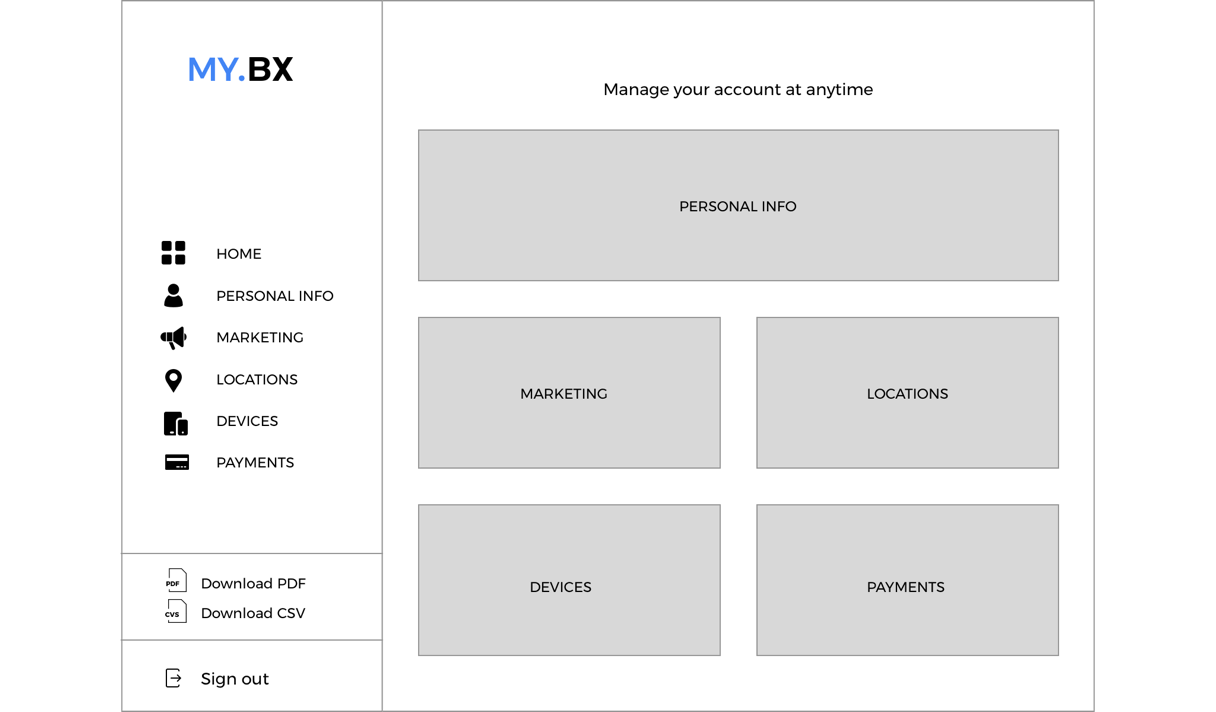 MY.BX
HOME
PERSONAL INFO
MARKETING
LOCATIONS
DEVICES
PAYMENTS
PDF Download PDF
CVS Download CSV
Sign out
Manage your account at anytime
PERSONAL INFO
MARKETING
LOCATIONS
DEVICES
PAYMENTS